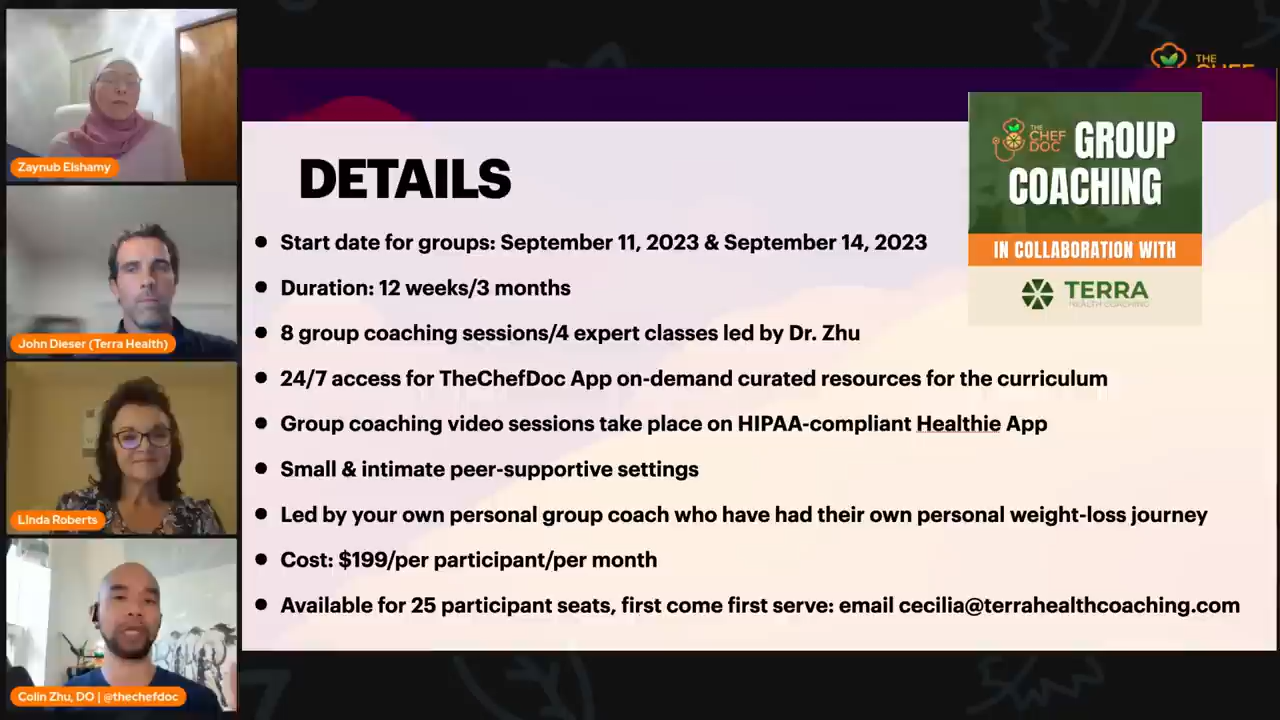 THE
Zaynub Elshamy
John Dieser (Terra Health)
Linda Roberts
Colin Zhu, DO | @thechefdoc
DETAILS
Start date for groups: September 11, 2023 & September 14, 2023
Duration: 12 weeks/3 months
8 group coaching sessions/4 expert classes led by Dr. Zhu
24/7 access for TheChefDoc App on-demand curated resources for the curriculum
Group coaching video sessions take place on HIPAA-compliant Healthie App
Small & intimate peer-supportive settings
Led by your own personal group coach who have had their own personal weight-loss journey
Cost: $199/per participant/per month
Available for 25 participant seats, first come first serve: email cecilia@terrahealthcoaching.com
THE CHEF DOC GROUP
COACHING
IN COLLABORATION WITH
TERRA
HEALTH COACHING